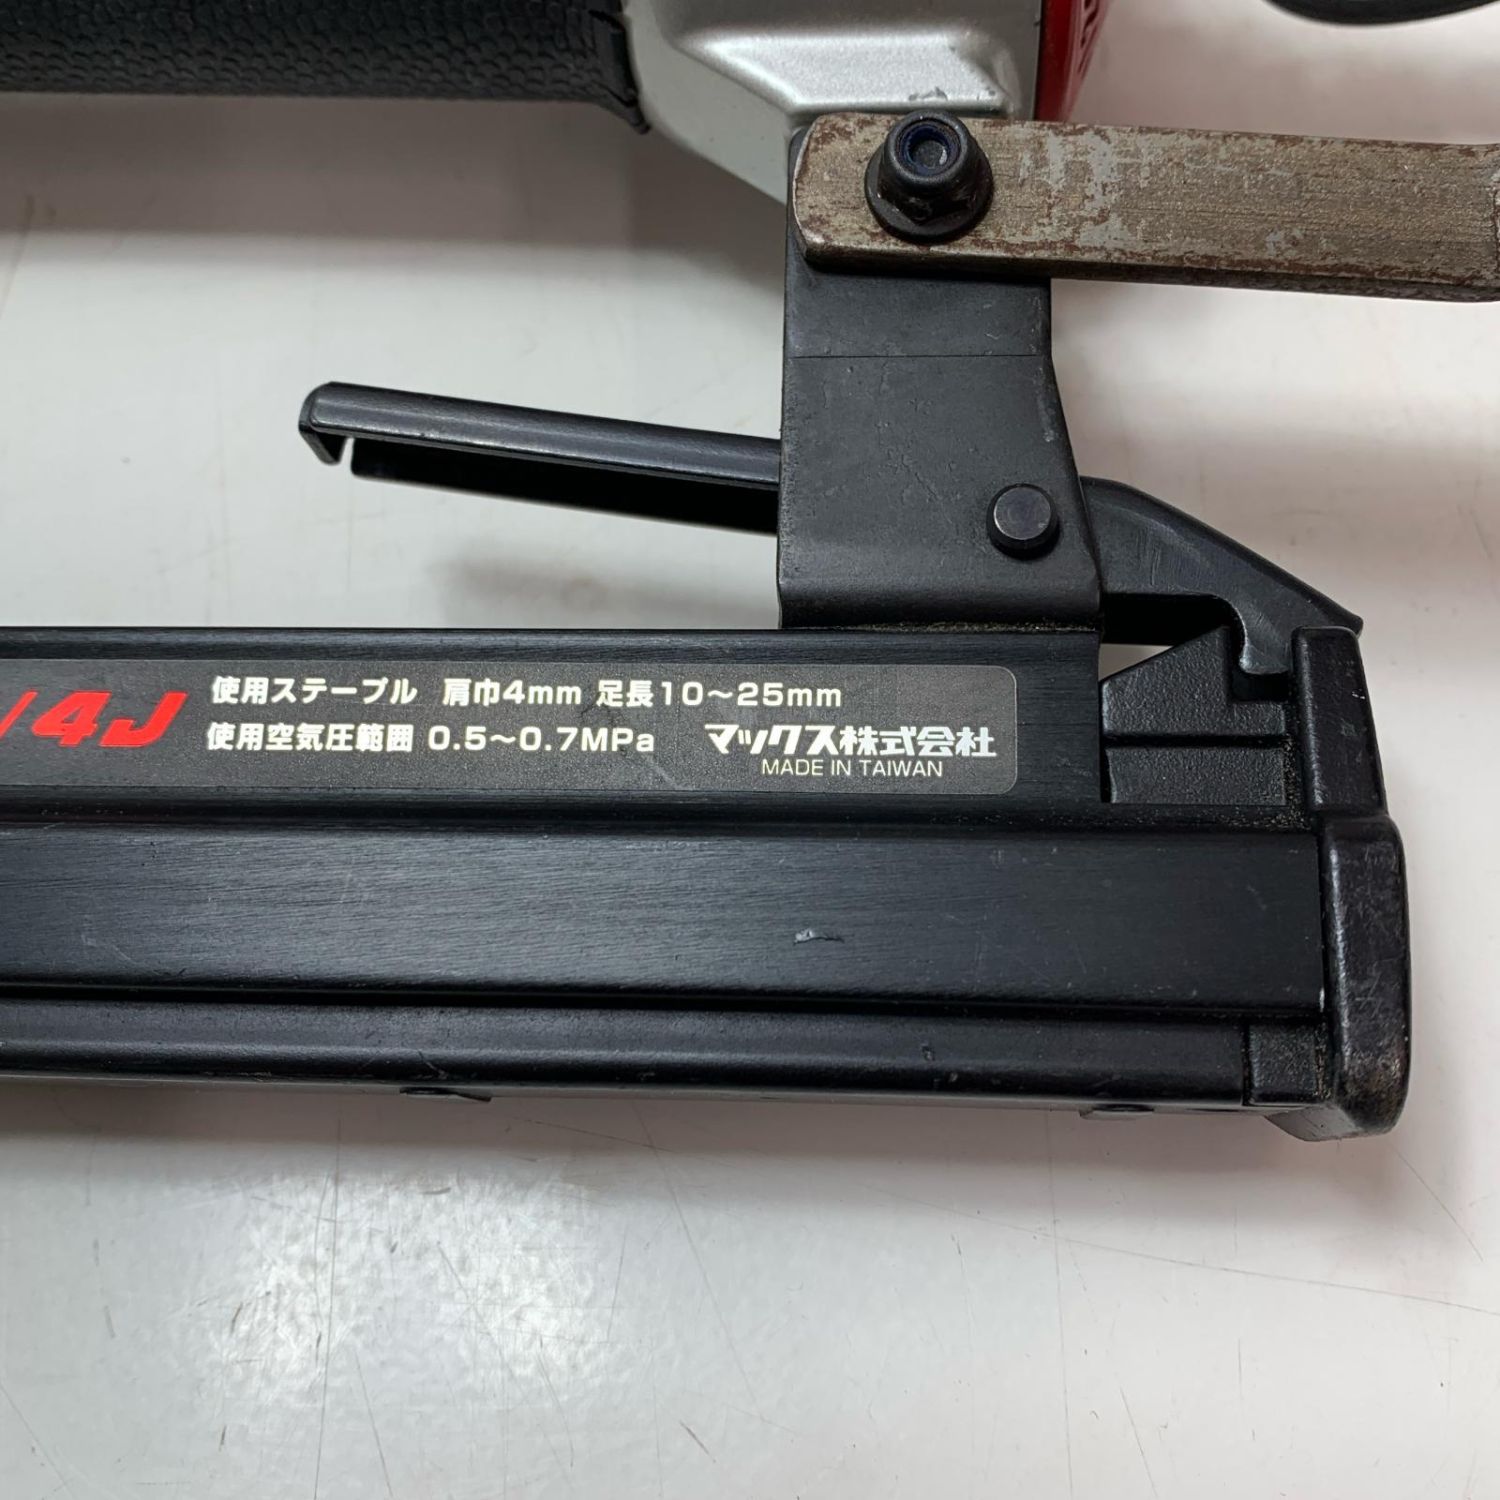 /4J
使用ステープル 肩巾4mm 足長10～25mm
使用空気圧範囲 0.5～0.7MPa マックス株式会社
MADE IN TAIWAN